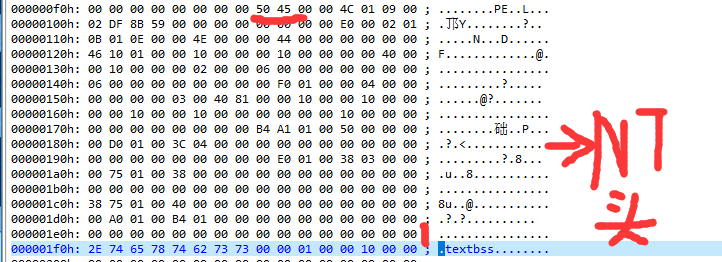 000000f0h: 00 00 00 00 00 00 00 00 50 45 00 00 4C 01 09 00 ; ........PE..L...
00000100h: 02 DF 8B 59 00 00 00 00 00 00 00 00 E0 00 02 01 ; .邒Y........?..
00000110h: 0B 01 0E 00 00 4E 00 00 00 44 00 00 00 00 00 00 ; .....N...D......
00000120h: 46 10 01 00 00 10 00 00 00 10 00 00 00 00 40 00 ; F.............@.
00000130h: 00 10 00 00 00 02 00 00 06 00 00 00 00 00 00 00 ; ................
00000140h: 06 00 00 00 00 00 00 00 00 F0 01 00 00 04 00 00 ; .........?.....
00000150h: 00 00 00 00 03 00 40 81 00 00 10 00 00 10 00 00 ; ......@?.......
00000160h: 00 00 10 00 00 10 00 00 00 00 00 00 10 00 00 00 ; ................
00000170h: 00 00 00 00 00 00 00 00 B4 A1 01 00 50 00 00 00 ; ........础..P...
00000180h: 00 D0 01 00 3C 04 00 00 00 00 00 00 00 00 00 00 ; .?.<............
00000190h: 00 00 00 00 00 00 00 00 00 E0 01 00 38 03 00 00 ; .........?.8...
000001a0h: 00 75 01 00 38 00 00 00 00 00 00 00 00 00 00 00 ; .u..8...........
000001b0h: 00 00 00 00 00 00 00 00 00 00 00 00 00 00 00 00 ; ................
000001c0h: 38 75 01 00 40 00 00 00 00 00 00 00 00 00 00 00 ; 8u..@...........
000001d0h: 00 A0 01 00 B4 01 00 00 00 00 00 00 00 00 00 00 ; .?.?..........
000001e0h: 00 00 00 00 00 00 00 00 00 00 00 00 00 00 00 00 ; ................
000001f0h: 2E 74 65 78 74 62 73 73 00 00 01 00 00 10 00 00 ; .textbss........
NT
头